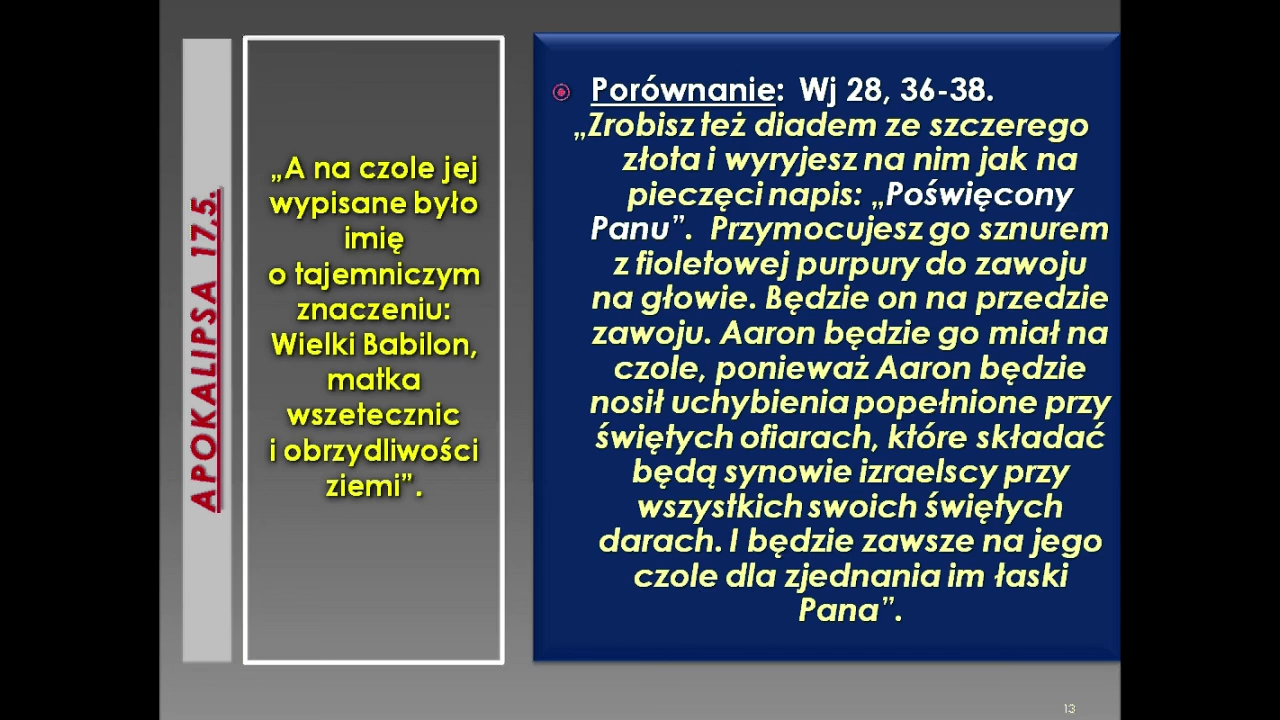 APOKALIPSA 17,5.
„A na czole jej
wypisane było
imię
o tajemniczym
znaczeniu:
Wielki Babilon,
matka
wszetecznic
i obrzydliwości
ziemi”.
Porównanie: Wj 28, 36-38.
„Zrobisz też diadem ze szczerego
złota i wyryjesz na nim jak na
pieczęci napis: „Poświęcony
Panu”. Przymocujesz go sznurem
z fioletowej purpury do zawoju
na głowie. Będzie on na przedzie
zawoju. Aaron będzie go miał na
czole, ponieważ Aaron będzie
nosił uchybienia popełnione przy
świętych ofiarach, które składać
będą synowie izraelscy przy
wszystkich swoich świętych
darach. I będzie zawsze na jego
czole dla zjednania im łaski
Pana”.
13